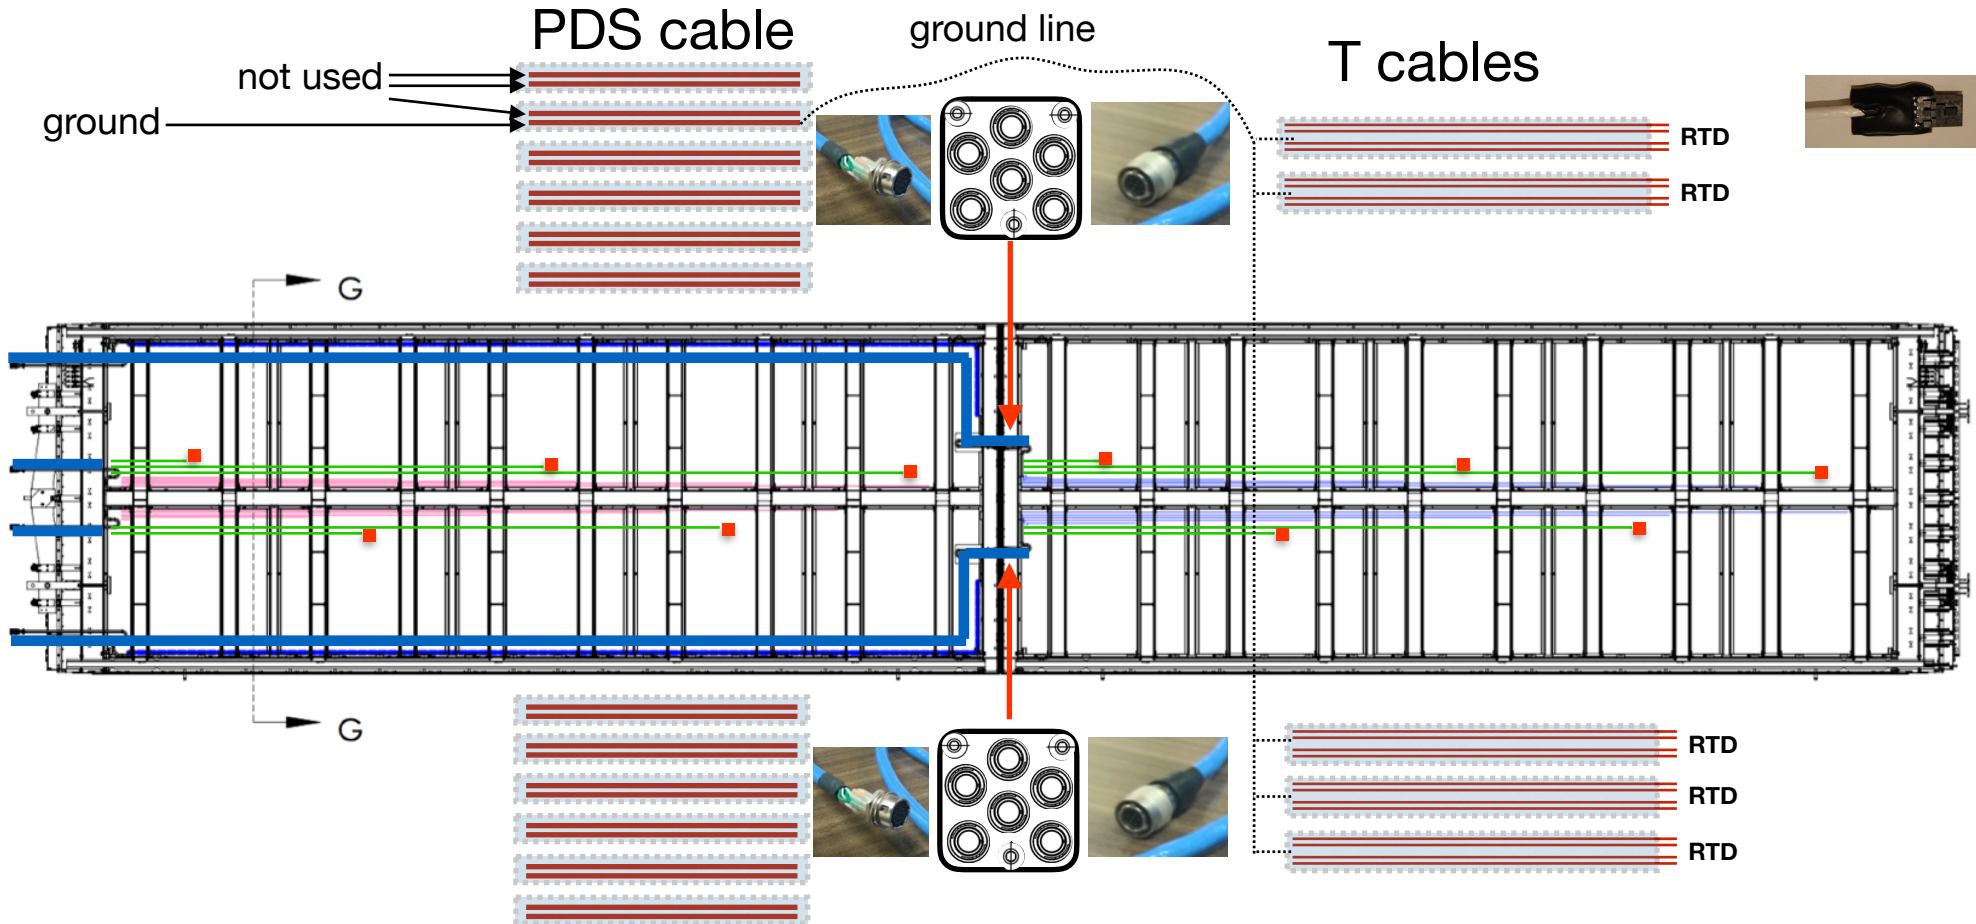 PDS cable
ground line
T cables
not used
ground
RTD
RTD
G
G
RTD
RTD
RTD